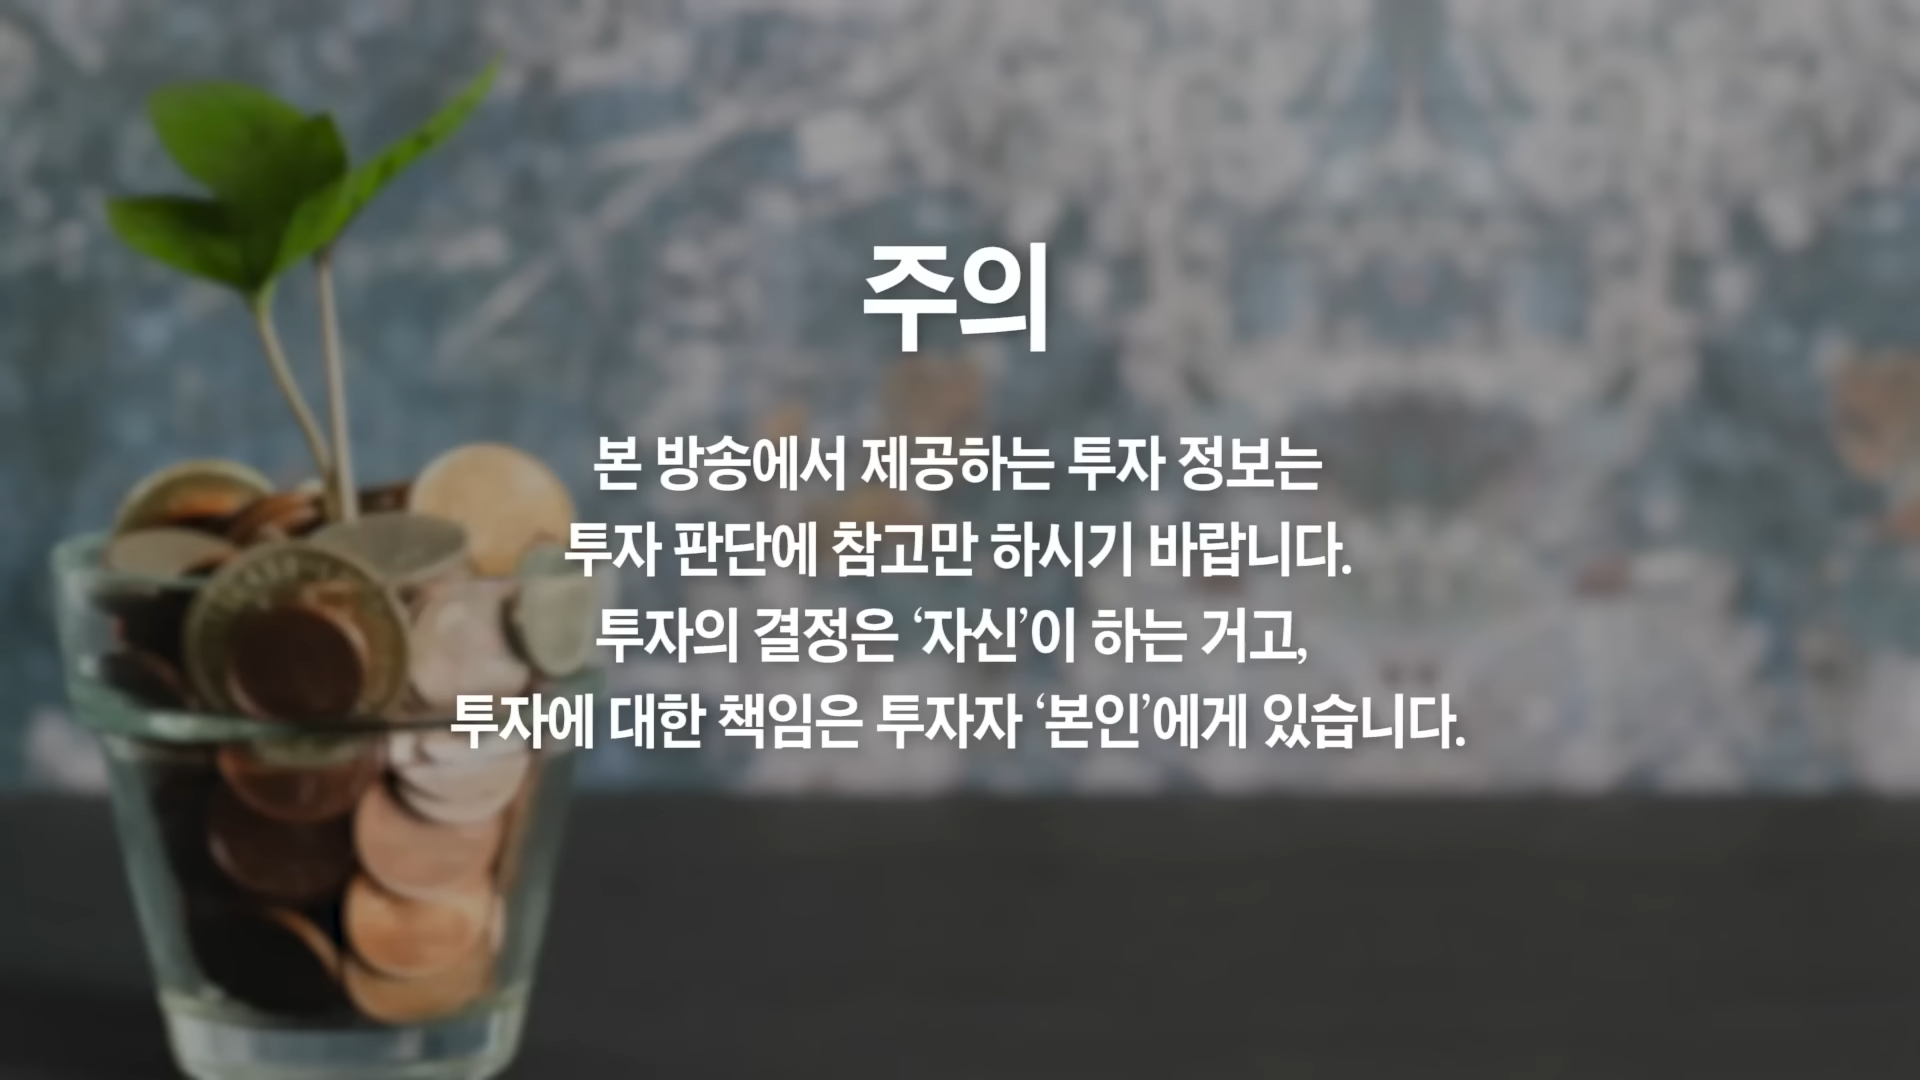 주의
본 방송에서 제공하는 투자 정보는
투자 판단에 참고만 하시기 바랍니다.
투자의 결정은 ‘자신’이 하는 거고,
투자에 대한 책임은 투자자 ‘본인’에게 있습니다.